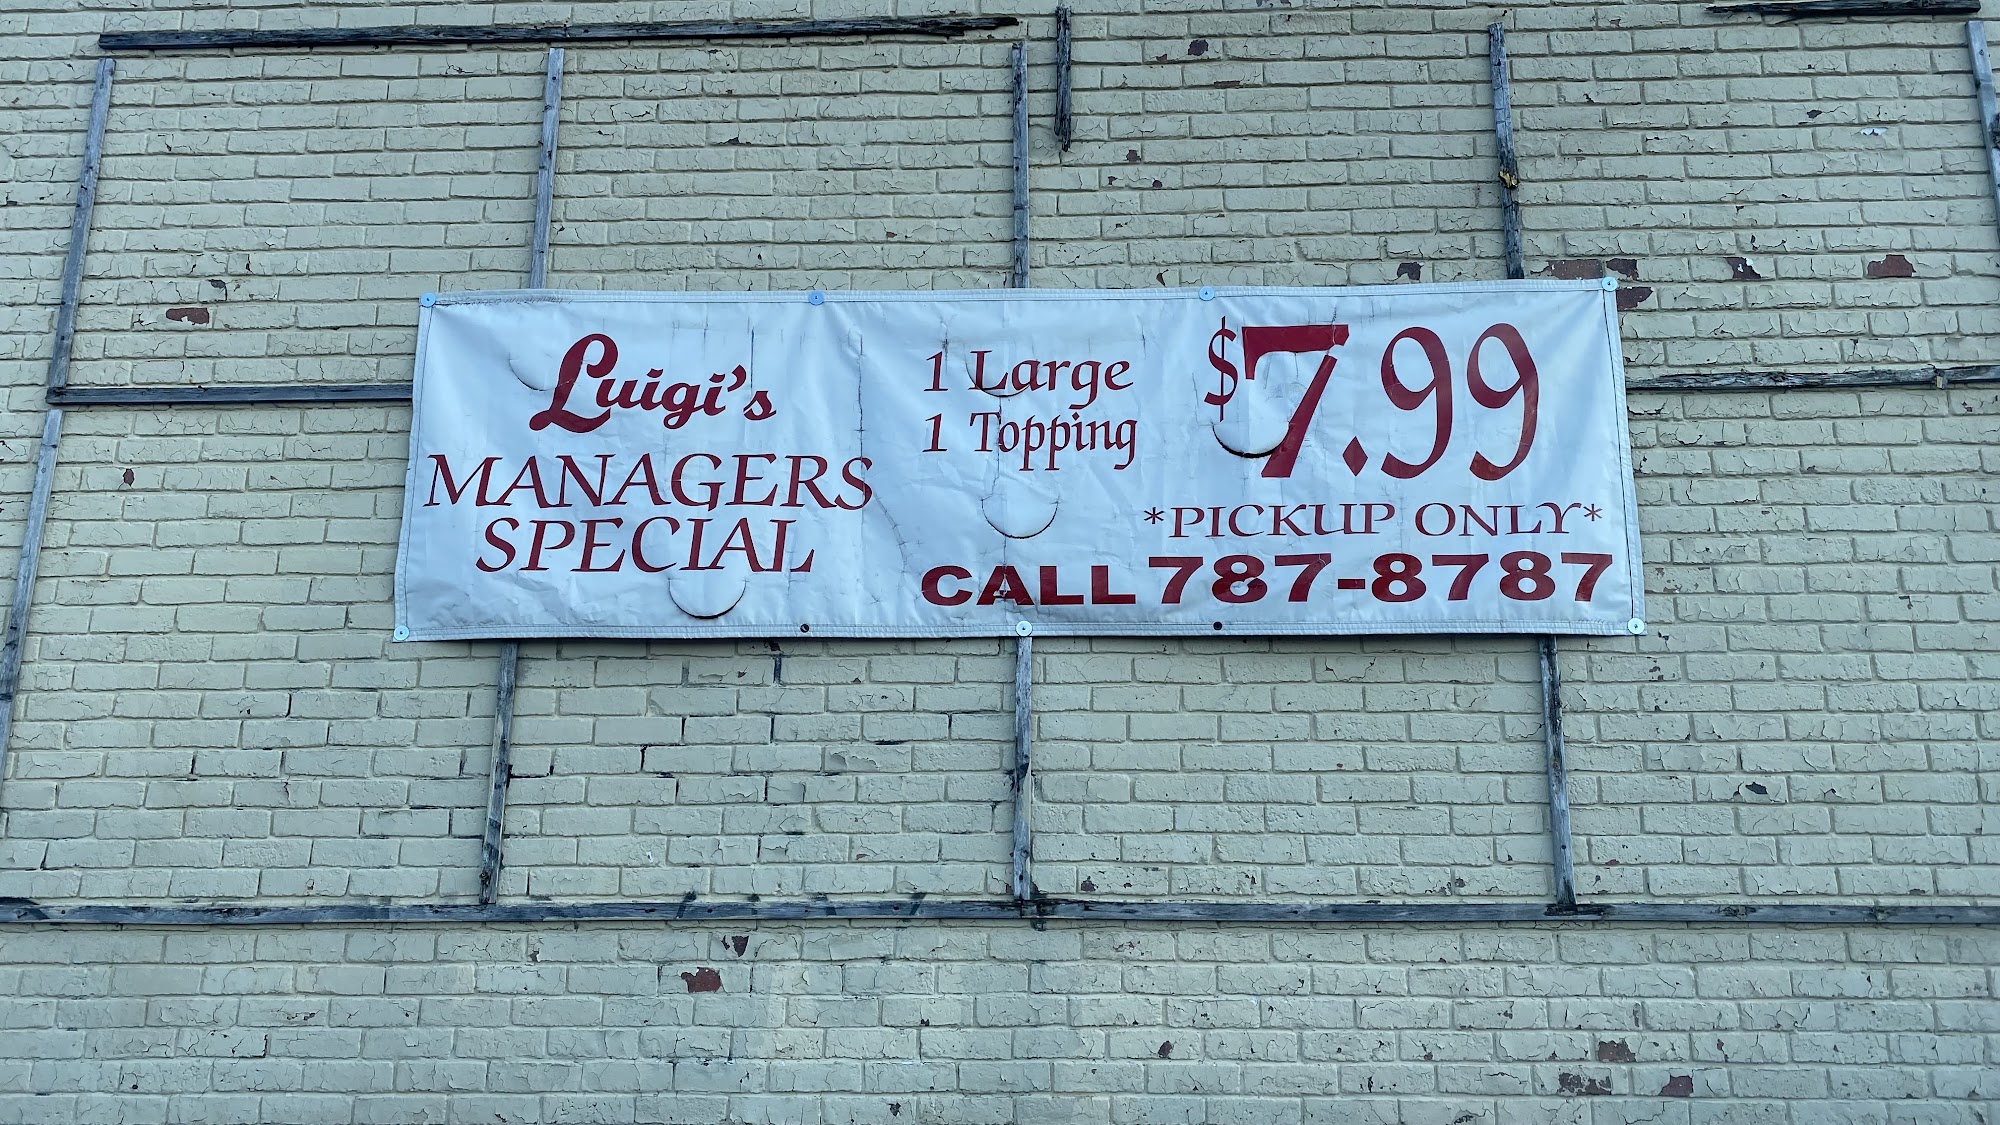 Luigi's
MANAGERS
SPECIAL
1 Large
1 Topping
$7.99
*PICKUP ONLY*
CALL 787-8787